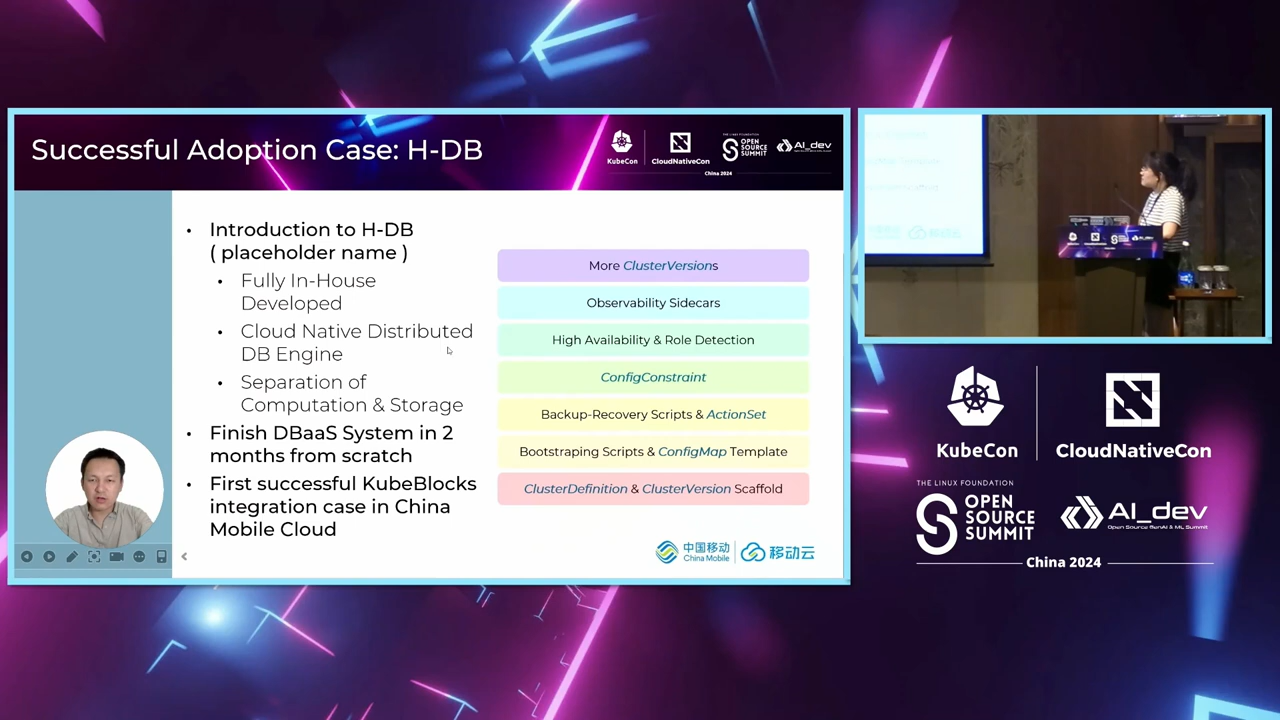 Successful Adoption Case: H-DB
KubeCon
CloudNativeCon
THE LINUX FOUNDATION
OPEN
SOURCE
SUMMIT
AI_dev
China 2024
• Introduction to H-DB
( placeholder name )
• Fully In-House
Developed
• Cloud Native Distributed
DB Engine
• Separation of
Computation & Storage
• Finish DBaaS System in 2
months from scratch
• First successful KubeBlocks
integration case in China
Mobile Cloud
More ClusterVersions
Observability Sidecars
High Availability & Role Detection
ConfigConstraint
Backup-Recovery Scripts & ActionSet
Bootstraping Scripts & ConfigMap Template
ClusterDefinition & ClusterVersion Scaffold
中国移动
China Mobile
移动云
KubeCon
CloudNativeCon
THE LINUX FOUNDATION
OPEN
SOURCE
SUMMIT
AI_dev
Open Source GenAI & ML Summit
China 2024